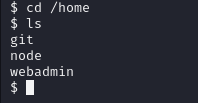 $ cd /home
$ ls
git
node
webadmin
$